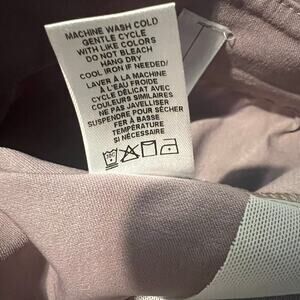 MACHINE WASH COLD
GENTLE CYCLE
WITH LIKE COLORS
DO NOT BLEACH
HANG DRY
COOL IRON IF NEEDED/
LAVER À LA MACHINE
À L'EAU FROIDE
CYCLE DÉLICAT AVEC
COULEURS SIMILAIRES
NE PAS JAVELLISER
SUSPENDRE POUR SÉCHER
FER À BASSE
TEMPÉRATURE
SI NÉCESSAIRE